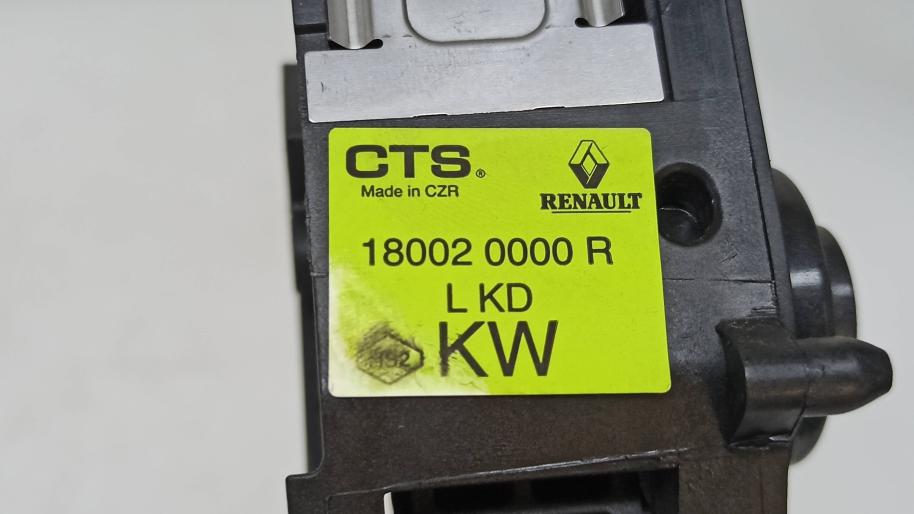 CTS®
Made in CZR
RENAULT
18002 0000 R
L KD
KW